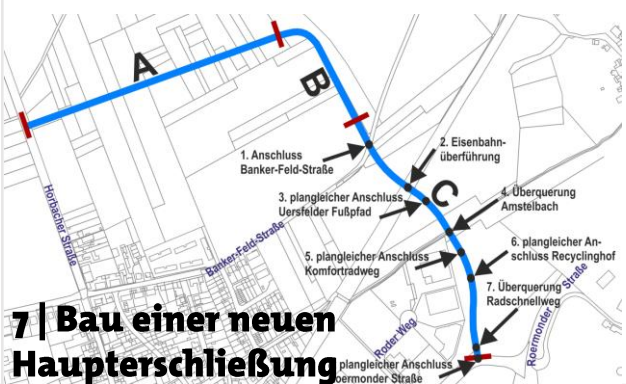 A
B
1. Anschluss
Banker-Feld-Straße
2. Eisenbahn-
überführung
3. plangleicher Anschluss
Uersfelder Fußpfad
C
4. Überquerung
Amstelbach
Horbacher Straße
Banker-Feld-Straße
5. plangleicher Anschluss
Komfortradweg
6. plangleicher An-
schluss Recyclinghof
7. Überquerung
Radschnellweg
Roder Weg
Roermonder Straße
7 | Bau einer neuen
Haupterschließung
plangleicher Anschluss
oermonder Straße